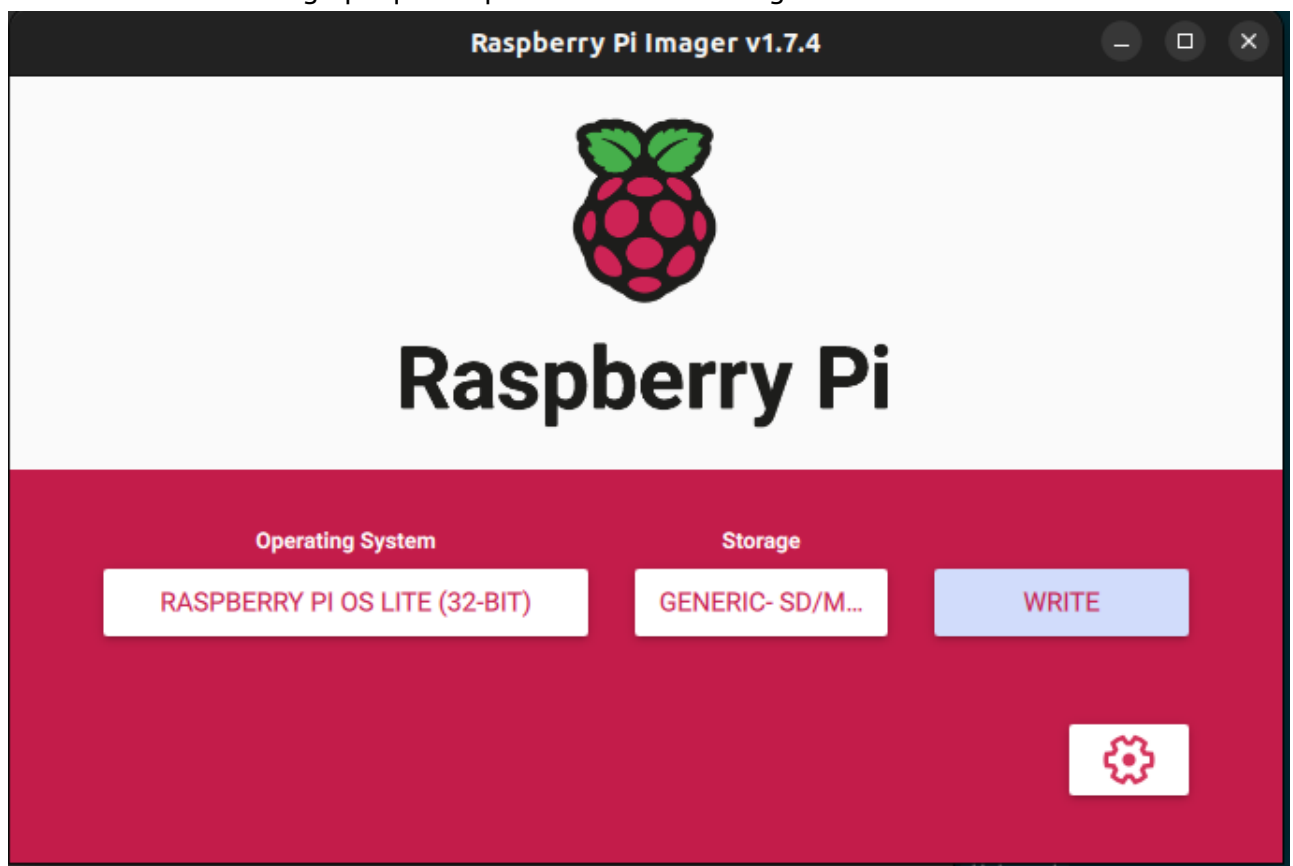 Raspberry Pi Imager v1.7.4
Raspberry Pi
Operating System
Storage
RASPBERRY PI OS LITE (32-BIT)
GENERIC- SD/M...
WRITE